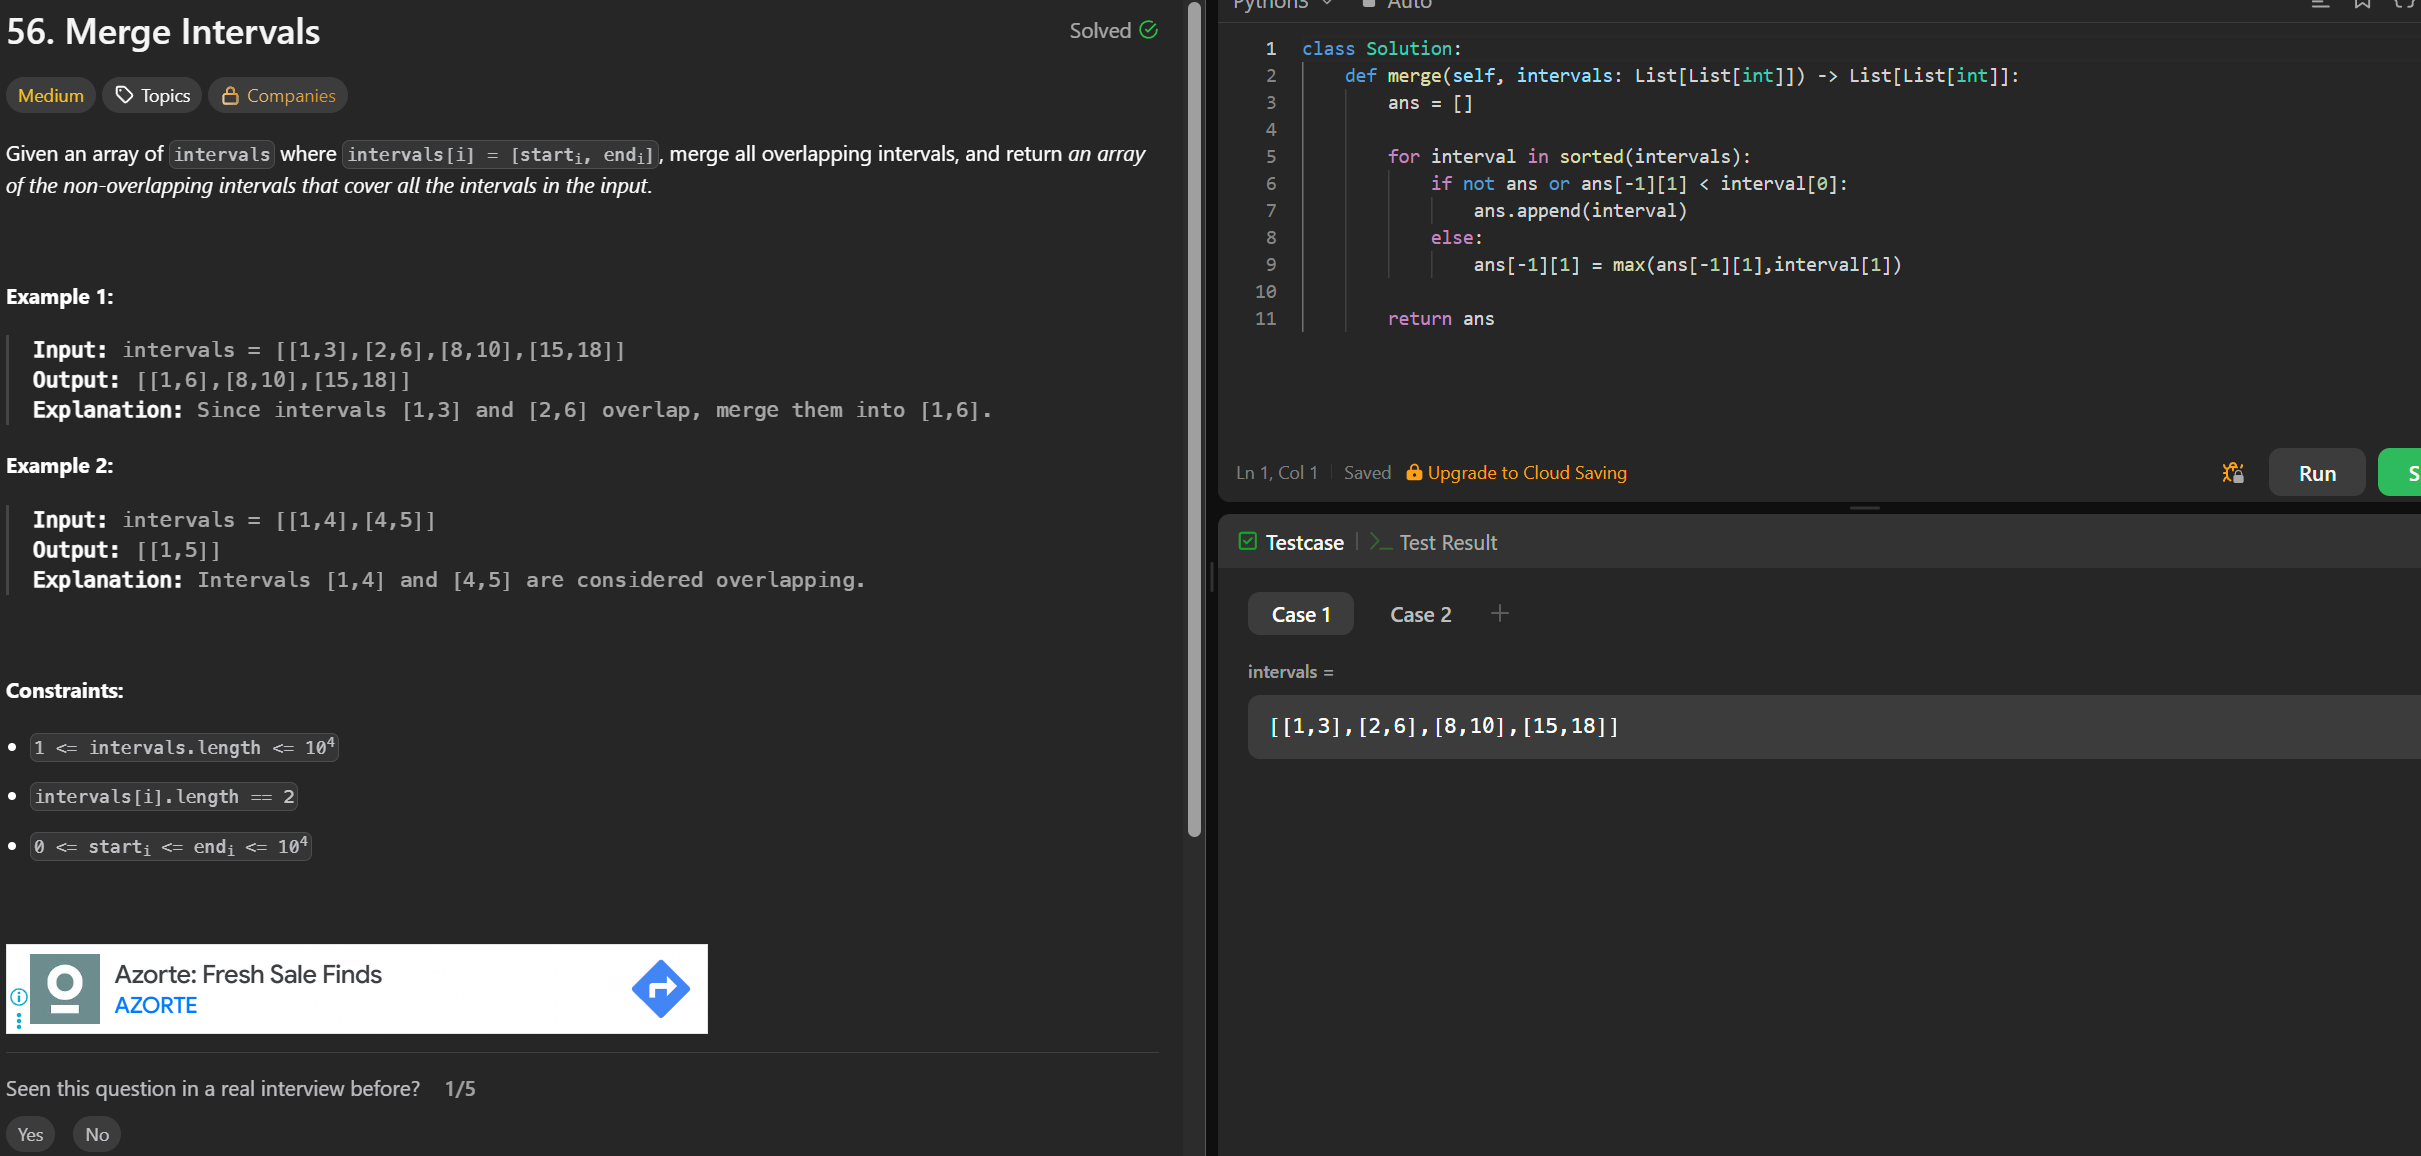 56. Merge Intervals
Solved
Medium Topics Companies
Given an array of intervals where intervals[i] = [starti, endi], merge all overlapping intervals, and return an array
of the non-overlapping intervals that cover all the intervals in the input.
Example 1:
Input: intervals = [[1,3],[2,6],[8,10],[15,18]]
Output: [[1,6],[8,10],[15,18]]
Explanation: Since intervals [1,3] and [2,6] overlap, merge them into [1,6].
Example 2:
Input: intervals = [[1,4],[4,5]]
Output: [[1,5]]
Explanation: Intervals [1,4] and [4,5] are considered overlapping.
Constraints:
• 1 <= intervals.length <= 10^4
• intervals[i].length == 2
• 0 <= starti <= endi <= 10^4
Azorte: Fresh Sale Finds
AZORTE
Seen this question in a real interview before? 1/5
Yes No
Python3 Auto
1 class Solution:
2     def merge(self, intervals: List[List[int]]) -> List[List[int]]:
3         ans = []
4
5         for interval in sorted(intervals):
6             if not ans or ans[-1][1] < interval[0]:
7                 ans.append(interval)
8             else:
9                 ans[-1][1] = max(ans[-1][1],interval[1])
10
11         return ans
Ln 1, Col 1 Saved Upgrade to Cloud Saving
Run S
Testcase >_ Test Result
Case 1 Case 2 +
intervals =
[[1,3],[2,6],[8,10],[15,18]]